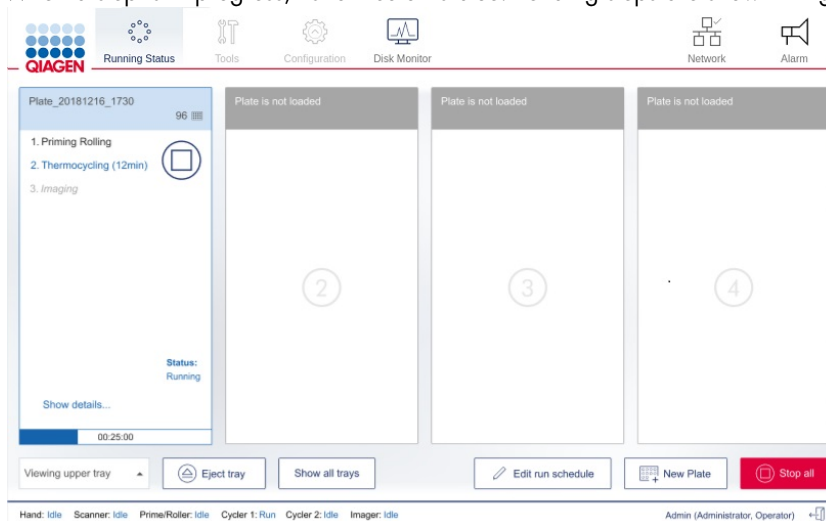 QIAGEN
Running Status
Tools
Configuration
Disk Monitor
Network
Alarm
Plate_20181216_1730
96
1. Priming Rolling
2. Thermocycling (12min)
3. Imaging
Status:
Running
Show details...
00:25:00
Plate is not loaded
2
Plate is not loaded
3
Plate is not loaded
4
Viewing upper tray
Eject tray
Show all trays
Edit run schedule
New Plate
Stop all
Hand: Idle Scanner: Idle Prime/Roller: Idle Cycler 1: Run Cycler 2: Idle Imager: Idle
Admin (Administrator, Operator)